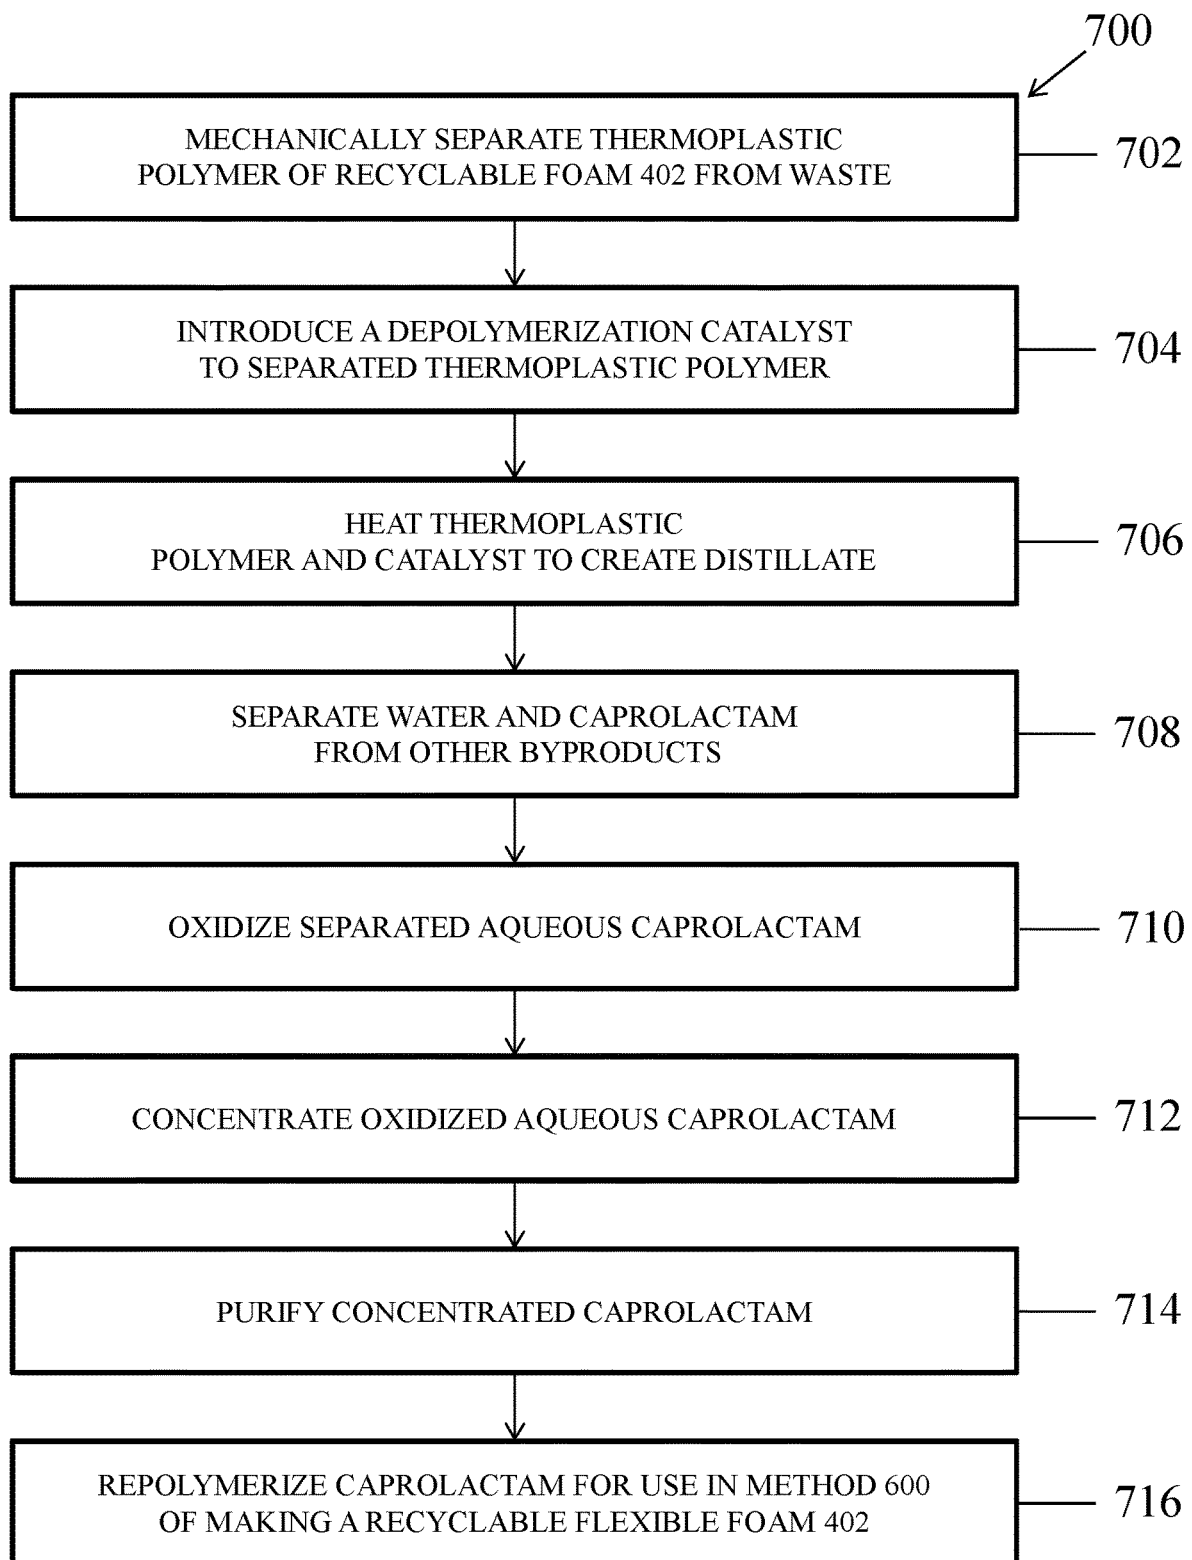 700
MECHANICALLY SEPARATE THERMOPLASTIC
POLYMER OF RECYCLABLE FOAM 402 FROM WASTE
702
INTRODUCE A DEPOLYMERIZATION CATALYST
TO SEPARATED THERMOPLASTIC POLYMER
704
HEAT THERMOPLASTIC
POLYMER AND CATALYST TO CREATE DISTILLATE
706
SEPARATE WATER AND CAPROLACTAM
FROM OTHER BYPRODUCTS
708
OXIDIZE SEPARATED AQUEOUS CAPROLACTAM
710
CONCENTRATE OXIDIZED AQUEOUS CAPROLACTAM
712
PURIFY CONCENTRATED CAPROLACTAM
714
REPOLYMERIZE CAPROLACTAM FOR USE IN METHOD 600
OF MAKING A RECYCLABLE FLEXIBLE FOAM 402
716